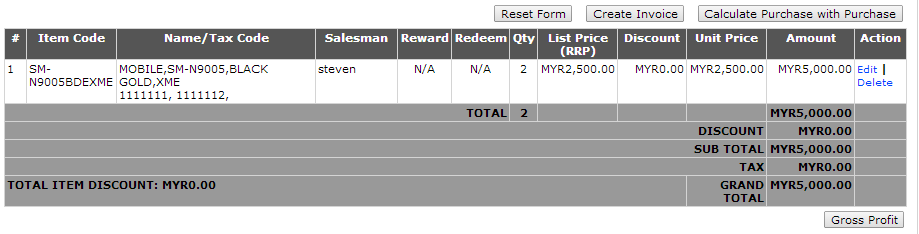 Reset Form Create Invoice Calculate Purchase with Purchase
# Item Code Name/Tax Code Salesman Reward Redeem Qty List Price (RRP) Discount Unit Price Amount Action
1 SM-N9005BDEXME MOBILE,SM-N9005,BLACK steven N/A N/A 2 MYR2,500.00 MYR0.00 MYR2,500.00 MYR5,000.00 Edit |
GOLD,XME Delete
1111111, 1111112,
TOTAL 2 MYR5,000.00
DISCOUNT MYR0.00
SUB TOTAL MYR5,000.00
TAX MYR0.00
TOTAL ITEM DISCOUNT: MYR0.00 GRAND TOTAL MYR5,000.00
Gross Profit